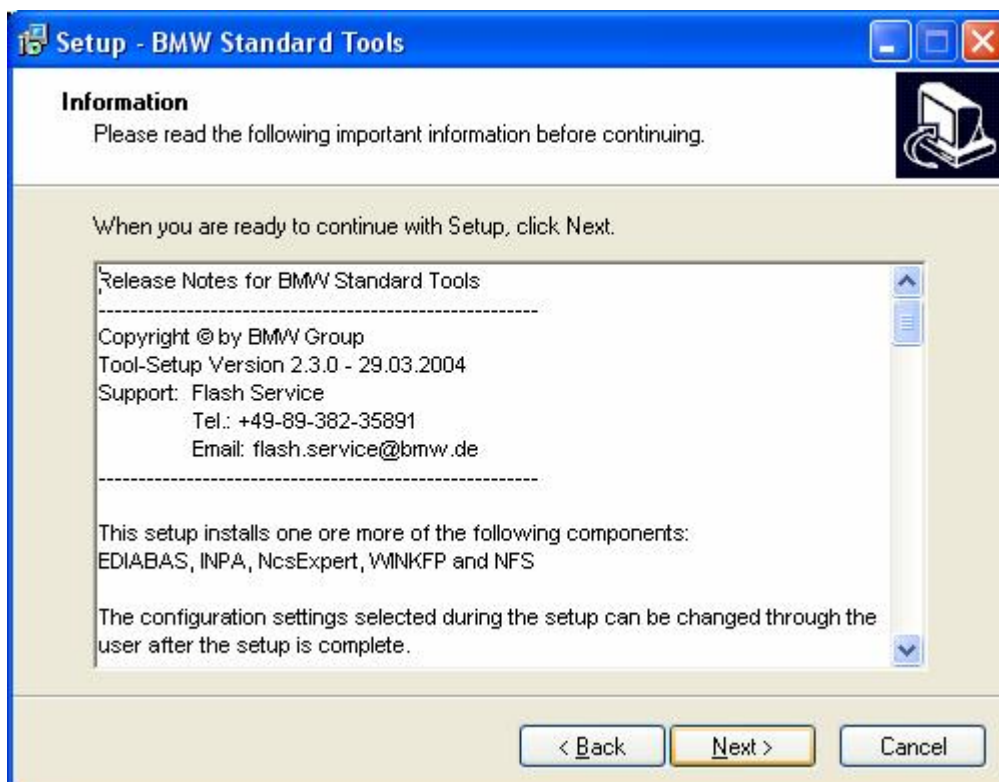 Setup - BMW Standard Tools
Information
Please read the following important information before continuing.
When you are ready to continue with Setup, click Next.
Release Notes for BMW Standard Tools
-------------------------------------------------------
Copyright © by BMW Group
Tool-Setup Version 2.3.0 - 29.03.2004
Support: Flash Service
Tel.: +49-89-382-35891
Email: flash.service@bmw.de
-------------------------------------------------------
This setup installs one ore more of the following components:
EDIABAS, INPA, NcsExpert, WINKFP and NFS
The configuration settings selected during the setup can be changed through the
user after the setup is complete.
< Back Next > Cancel